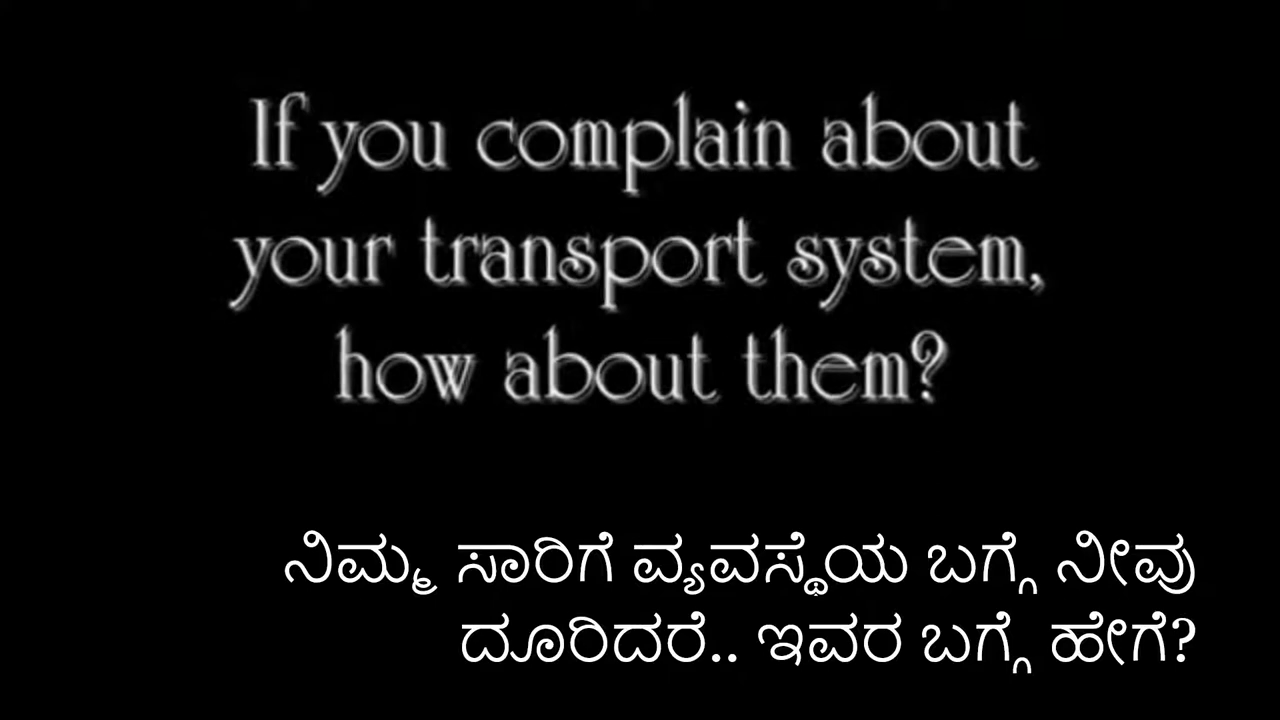 If you complain about
your transport system,
how about them?
ನಿಮ್ಮ ಸಾರಿಗೆ ವ್ಯವಸ್ಥೆಯ ಬಗ್ಗೆ ನೀವು
ದೂರಿದರೆ.. ಇವರ ಬಗ್ಗೆ ಹೇಗೆ?